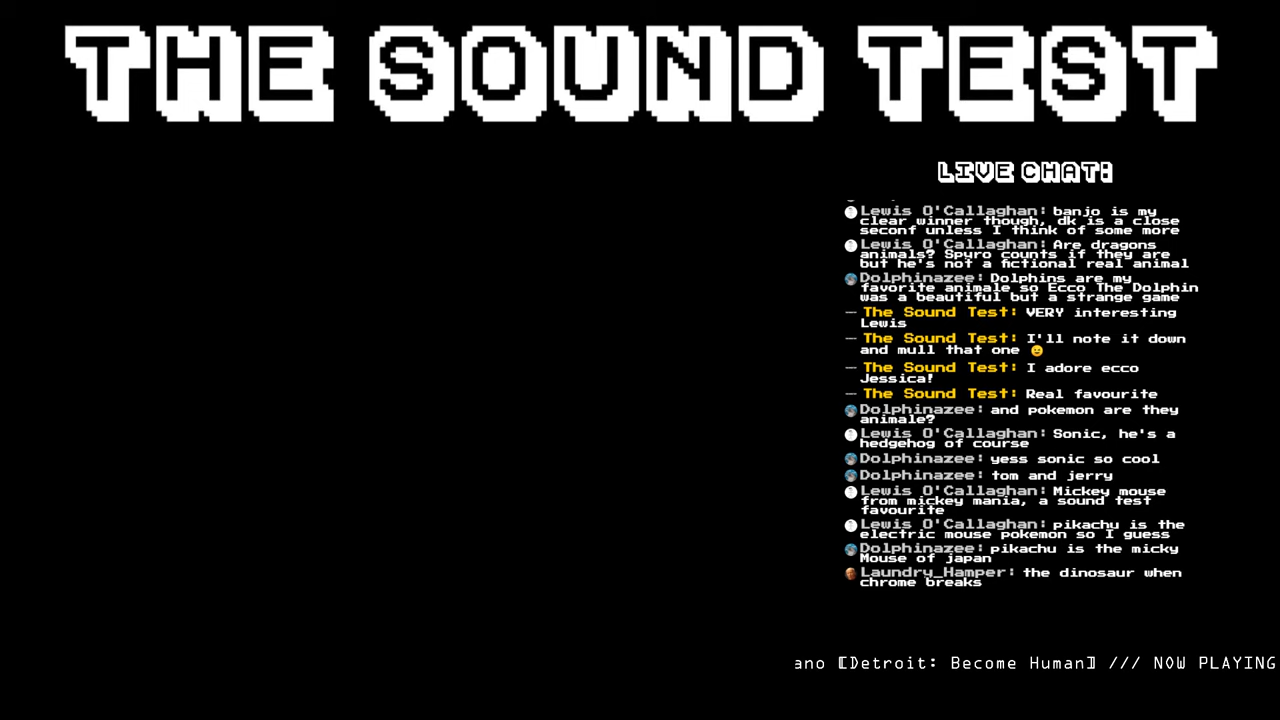 THE SOUND TEST
LIVE CHAT:
Lewis O'Callaghan: banjo is my
clear winner though, dk is a close
seconf unless I think of some more
Lewis O'Callaghan: Are dragons
animals? Spyro counts if they are
but he's not a fictional real animal
Dolphinazee: Dolphins are my
favorite animale so Ecco The Dolphin
was a beautiful but a strange game
— The Sound Test: VERY interesting
Lewis
— The Sound Test: I'll note it down
and mull that one 😉
— The Sound Test: I adore ecco
Jessica!
— The Sound Test: Real favourite
Dolphinazee: and pokemon are they
animale?
Lewis O'Callaghan: Sonic, he's a
hedgehog of course
Dolphinazee: yess sonic so cool
Dolphinazee: tom and jerry
Lewis O'Callaghan: Mickey mouse
from mickey mania, a sound test
favourite
Lewis O'Callaghan: pikachu is the
electric mouse pokemon so I guess
Dolphinazee: pikachu is the micky
Mouse of japan
Laundry_Hamper: the dinosaur when
chrome breaks
ano [Detroit: Become Human] /// NOW PLAYING